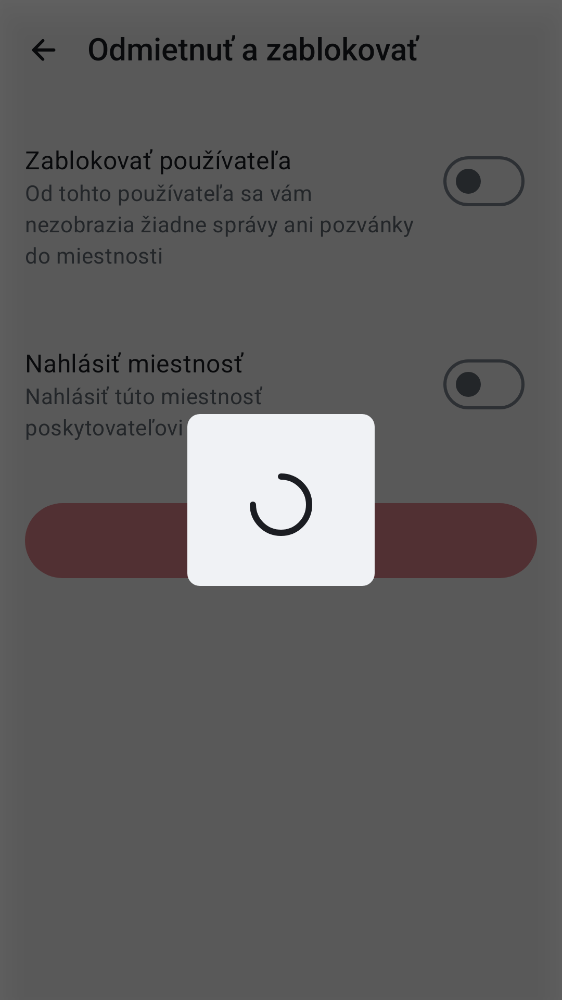 Odmietnuť a zablokovať
Zablokovať používateľa
Od tohto používateľa sa vám
nezobrazia žiadne správy ani pozvánky
do miestnosti
Nahlásiť miestnosť
Nahlásiť túto miestnosť
poskytovateľovi